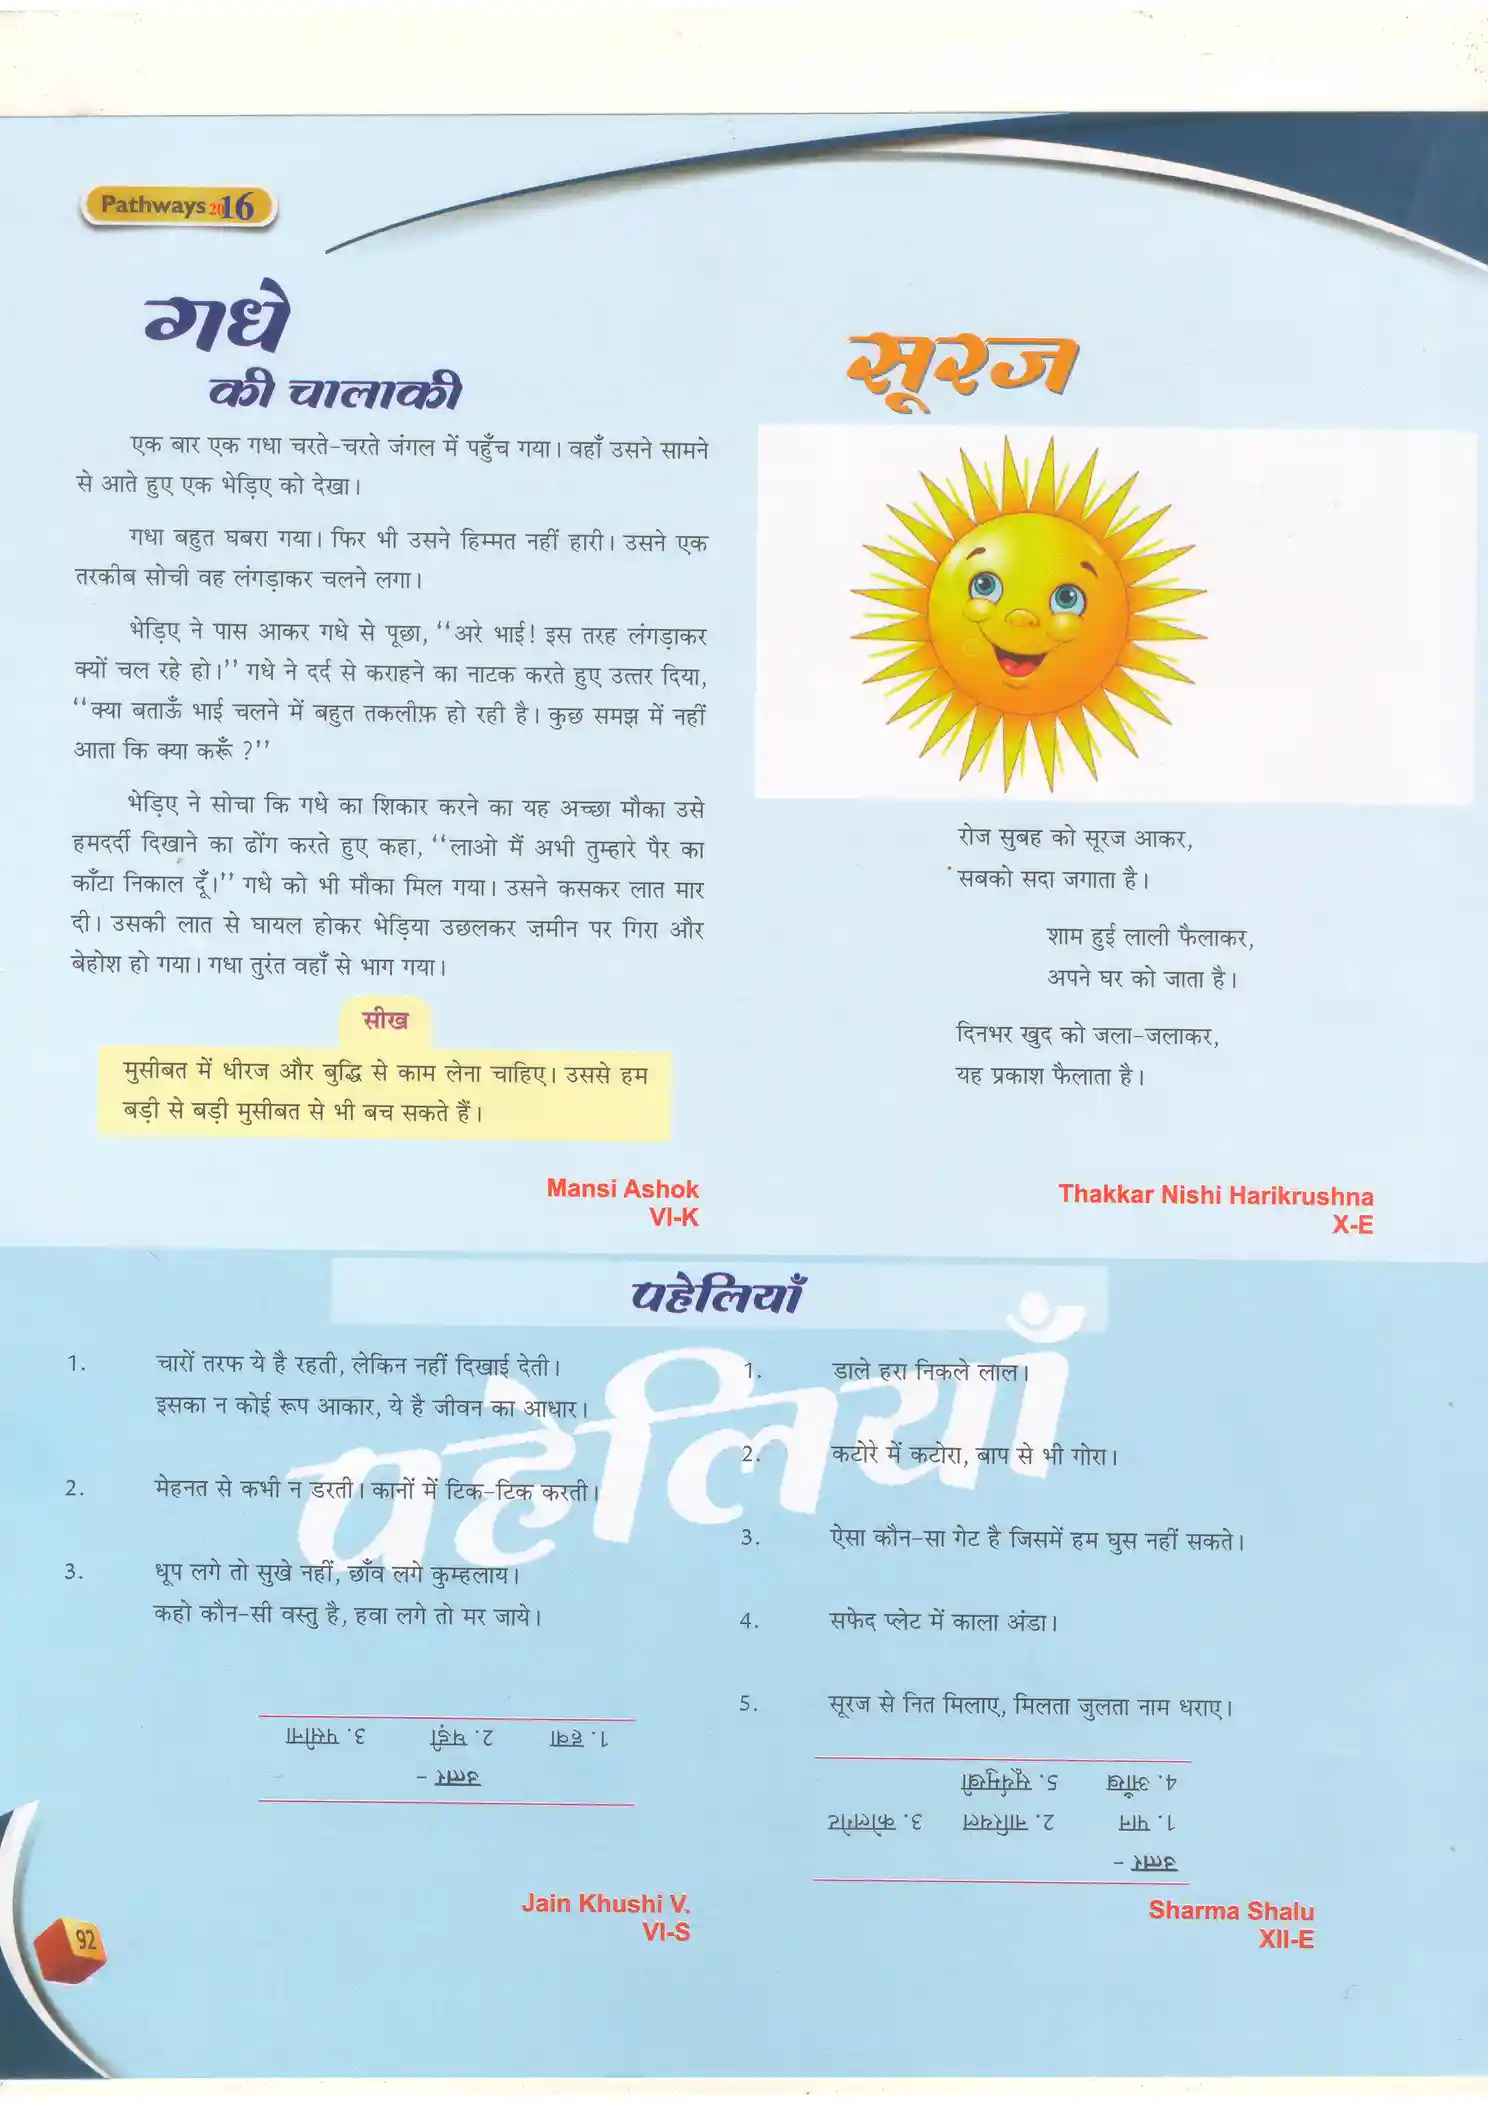 Pathways 2016
गधे
की चालाकी
एक बार एक गधा चरते-चरते जंगल में पहुँच गया। वहाँ उसने सामने
से आते हुए एक भेड़िए को देखा।
गधा बहुत घबरा गया। फिर भी उसने हिम्मत नहीं हारी। उसने एक
तरकीब सोची वह लंगड़ाकर चलने लगा।
भेड़िए ने पास आकर गधे से पूछा, ‘‘अरे भाई! इस तरह लंगड़ाकर
क्यों चल रहे हो।’’ गधे ने दर्द से कराहने का नाटक करते हुए उत्तर दिया,
‘‘क्या बताऊँ भाई चलने में बहुत तकलीफ़ हो रही है। कुछ समझ में नहीं
आता कि क्या करूँ ?’’
भेड़िए ने सोचा कि गधे का शिकार करने का यह अच्छा मौका उसे
हमदर्दी दिखाने का ढोंग करते हुए कहा, ‘‘लाओ मैं अभी तुम्हारे पैर का
काँटा निकाल दूँ।’’ गधे को भी मौका मिल गया। उसने कसकर लात मार
दी। उसकी लात से घायल होकर भेड़िया उछलकर ज़मीन पर गिरा और
बेहोश हो गया। गधा तुरंत वहाँ से भाग गया।
सीख
मुसीबत में धीरज और बुद्धि से काम लेना चाहिए। उससे हम
बड़ी से बड़ी मुसीबत से भी बच सकते हैं।
Mansi Ashok
VI-K
सूरज
रोज सुबह को सूरज आकर,
सबको सदा जगाता है।
शाम हुई लाली फैलाकर,
अपने घर को जाता है।
दिनभर खुद को जला-जलाकर,
यह प्रकाश फैलाता है।
Thakkar Nishi Harikrushna
X-E
पहेलियाँ
पहेलियाँ
1. चारों तरफ ये है रहती, लेकिन नहीं दिखाई देती।
इसका न कोई रूप आकार, ये है जीवन का आधार।
2. मेहनत से कभी न डरती। कानों में टिक-टिक करती।
3. धूप लगे तो सुखे नहीं, छाँव लगे कुम्हलाय।
कहो कौन-सी वस्तु है, हवा लगे तो मर जाये।
उत्तर -
1. हवा 2. घड़ी 3. पसीना
Jain Khushi V.
VI-S
1. डाले हरा निकले लाल।
2. कटोरे में कटोरा, बाप से भी गोरा।
3. ऐसा कौन-सा गेट है जिसमें हम घुस नहीं सकते।
4. सफेद प्लेट में काला अंडा।
5. सूरज से नित मिलाए, मिलता जुलता नाम धराए।
उत्तर -
1. पान 2. नारियल 3. कोलगेट
4. आँख 5. सूर्यमुखी
Sharma Shalu
XII-E
92